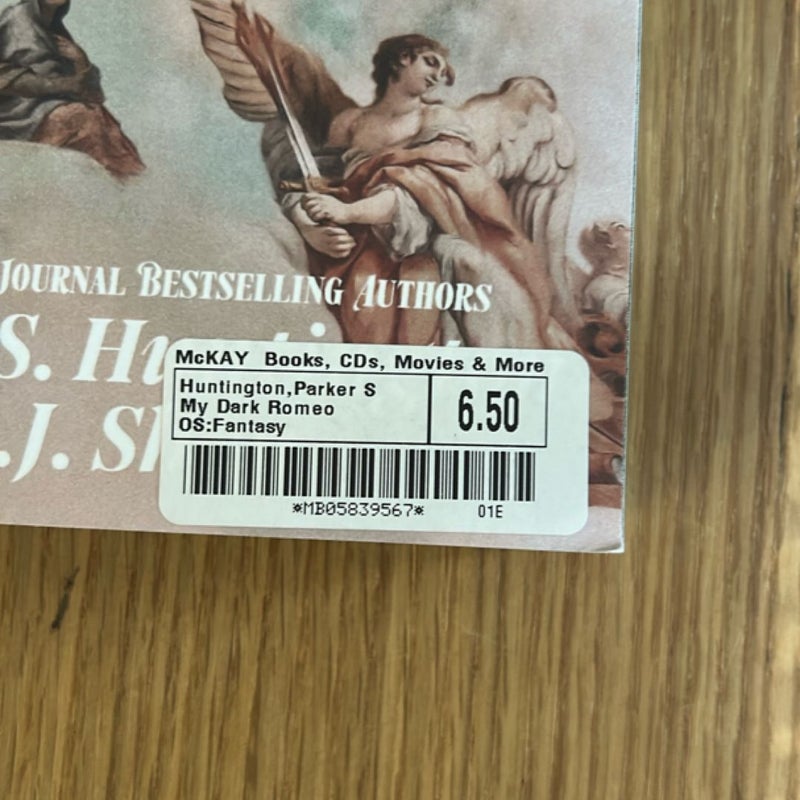 JOURNAL BESTSELLING AUTHORS
S.
.J.
McKAY Books, CDs, Movies & More
Huntington,Parker S
My Dark Romeo
OS:Fantasy
6.50
*MB05839567* 01E